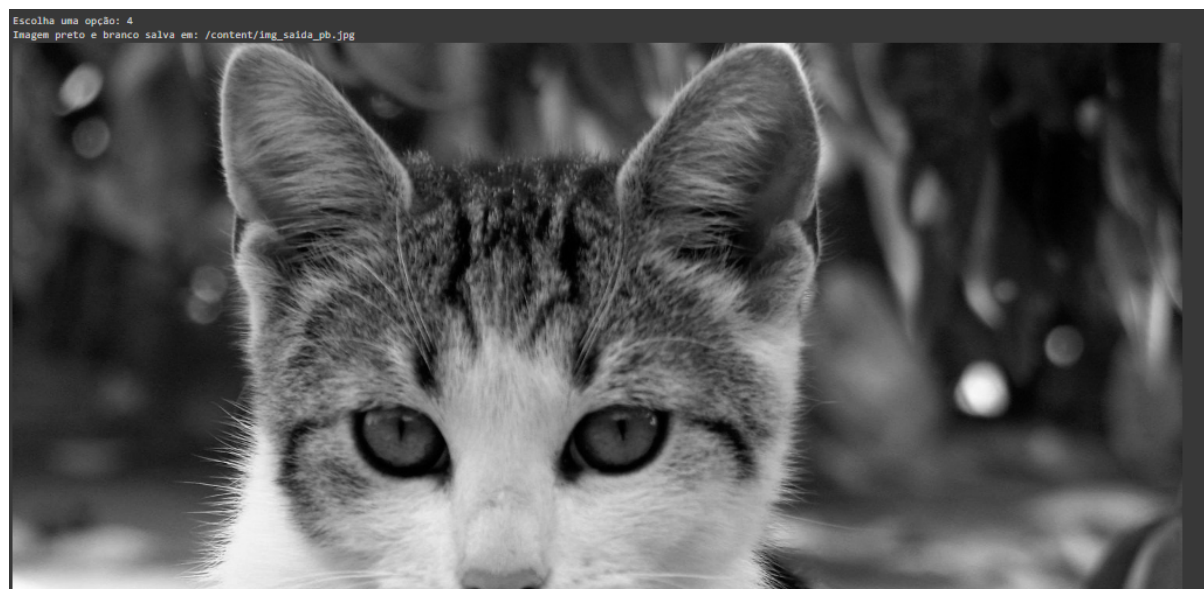 Escolha uma opção: 4
Imagem preto e branco salva em: /content/img_saida_pb.jpg